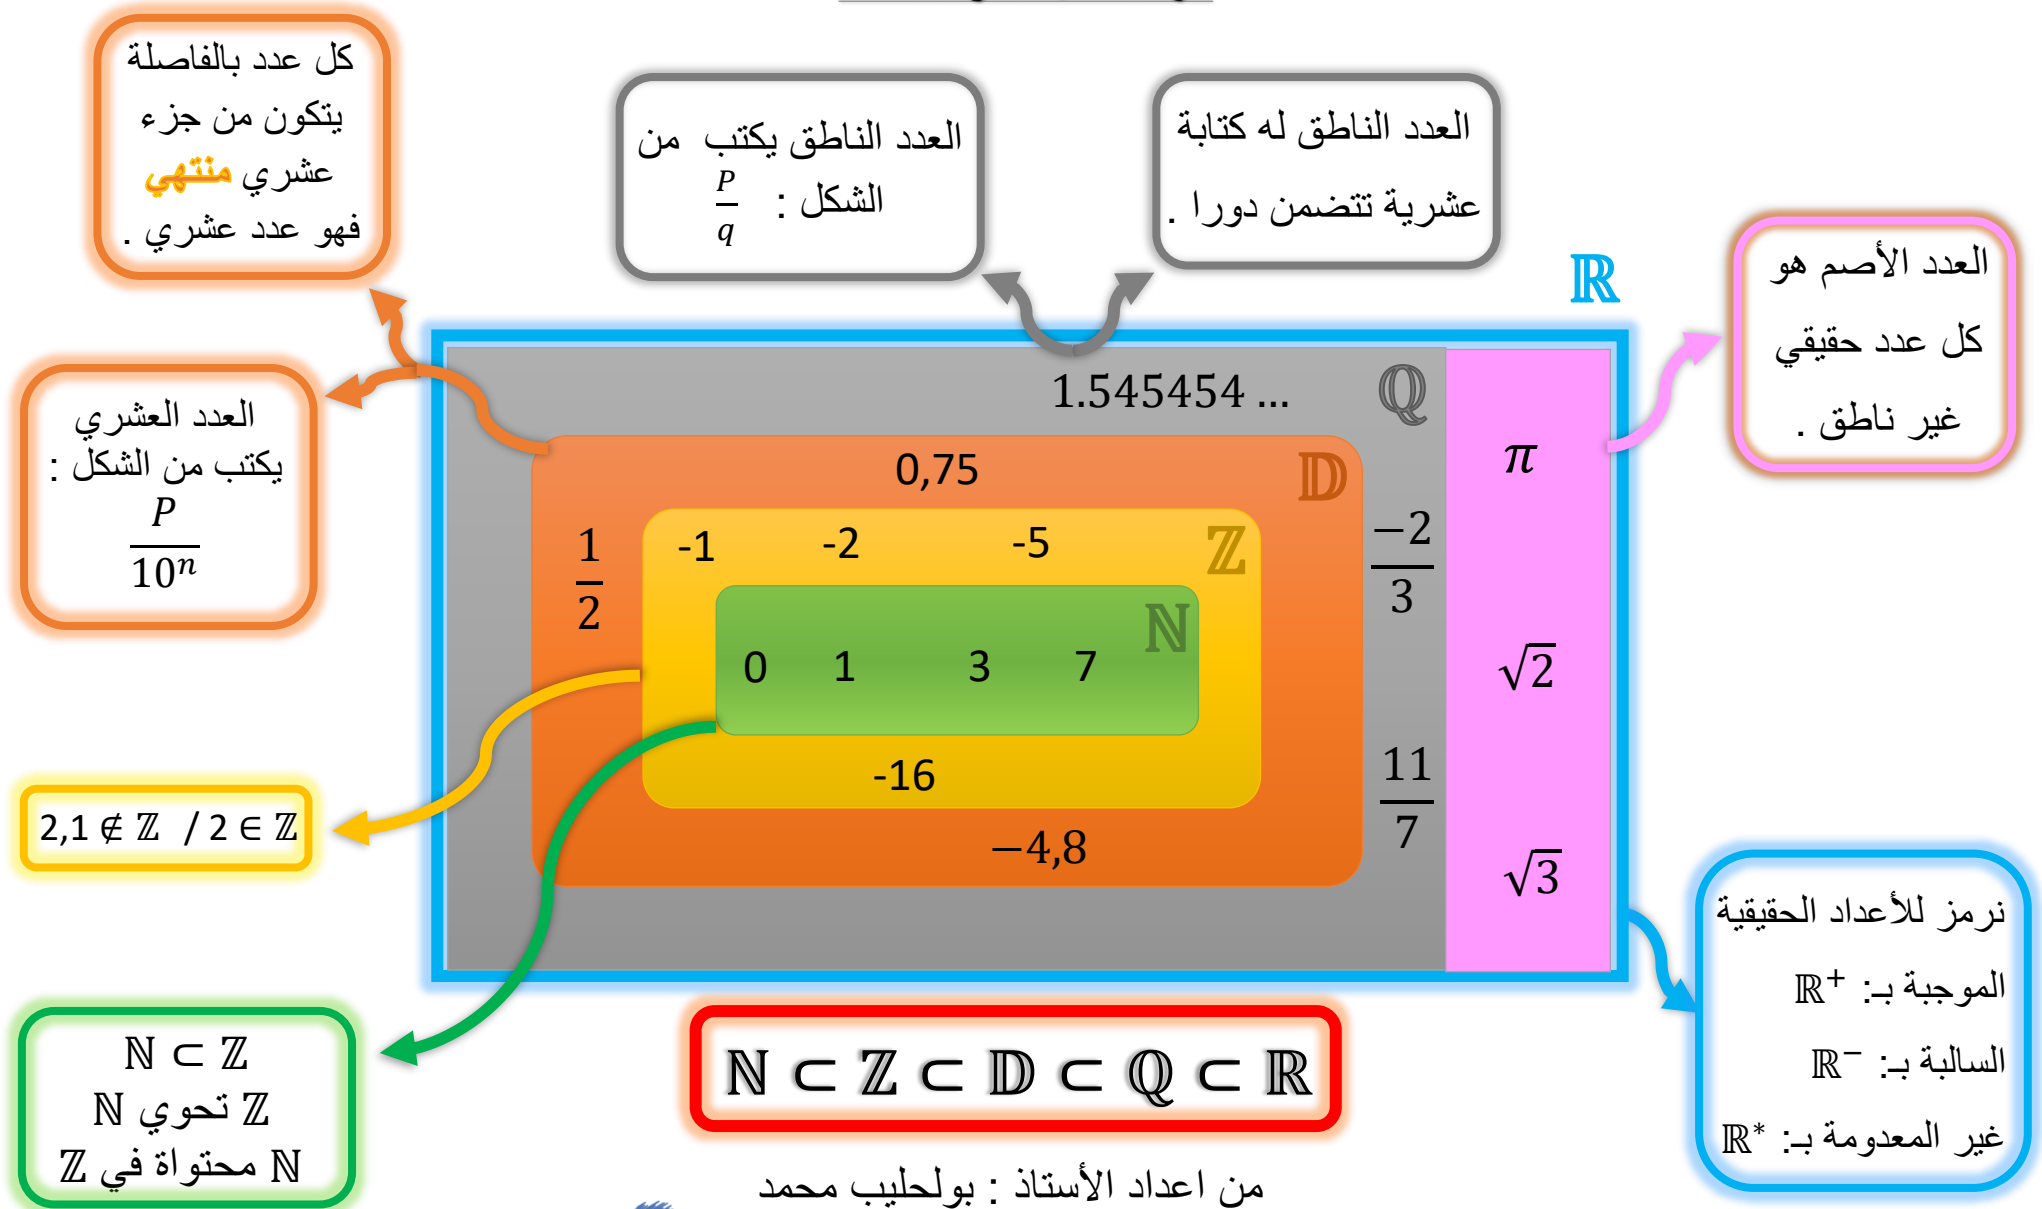 كل عدد بالفاصلة
يتكون من جزء
عشري منتهي
فهو عدد عشري .
العدد الناطق يكتب من
الشكل : P/q
العدد الناطق له كتابة
عشرية تتضمن دورا .
ℝ
العدد الأصم هو
كل عدد حقيقي
غير ناطق .
العدد العشري
يكتب من الشكل :
P/10ⁿ
1.545454 ... ℚ
0,75 𝔻
π
1/2
-1 -2 -5 ℤ
-2/3
ℕ
0 1 3 7
√2
-16
11/7
−4,8
√3
2,1 ∉ ℤ / 2 ∈ ℤ
نرمز للأعداد الحقيقية
الموجبة بـ: ℝ⁺
السالبة بـ: ℝ⁻
غير المعدومة بـ: ℝ*
ℕ ⊂ ℤ
ℤ تحوي ℕ
ℕ محتواة في ℤ
ℕ ⊂ ℤ ⊂ 𝔻 ⊂ ℚ ⊂ ℝ
من اعداد الأستاذ : بولحليب محمد